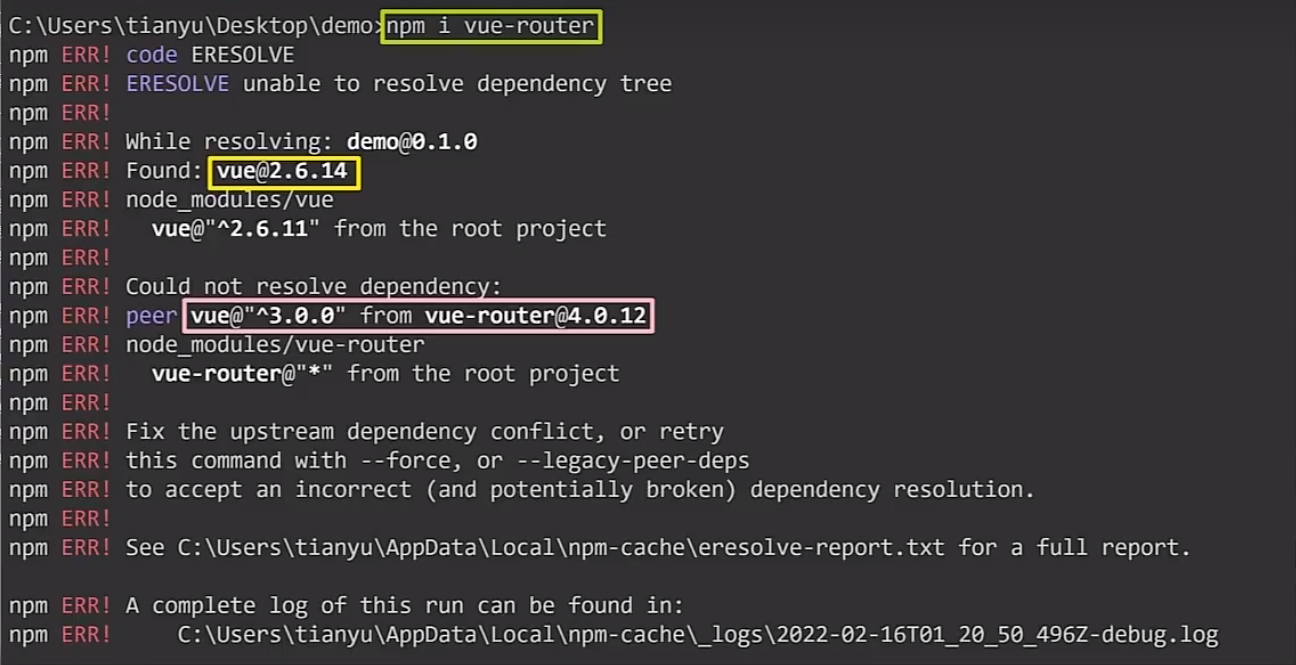 C:\Users\tianyu\Desktop\demo>npm i vue-router
npm ERR! code ERESOLVE
npm ERR! ERESOLVE unable to resolve dependency tree
npm ERR!
npm ERR! While resolving: demo@0.1.0
npm ERR! Found: vue@2.6.14
npm ERR! node_modules/vue
npm ERR!   vue@"^2.6.11" from the root project
npm ERR!
npm ERR! Could not resolve dependency:
npm ERR! peer vue@"^3.0.0" from vue-router@4.0.12
npm ERR! node_modules/vue-router
npm ERR!   vue-router@"*" from the root project
npm ERR!
npm ERR! Fix the upstream dependency conflict, or retry
npm ERR! this command with --force, or --legacy-peer-deps
npm ERR! to accept an incorrect (and potentially broken) dependency resolution.
npm ERR!
npm ERR! See C:\Users\tianyu\AppData\Local\npm-cache\eresolve-report.txt for a full report.
npm ERR! A complete log of this run can be found in:
npm ERR!     C:\Users\tianyu\AppData\Local\npm-cache\_logs\2022-02-16T01_20_50_496Z-debug.log